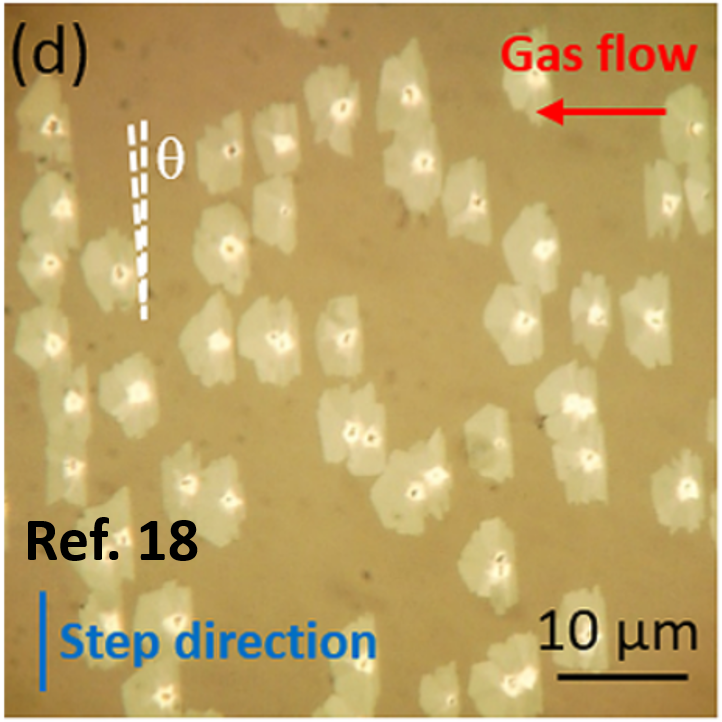 (d)
Gas flow
θ
Ref. 18
Step direction
10 μm